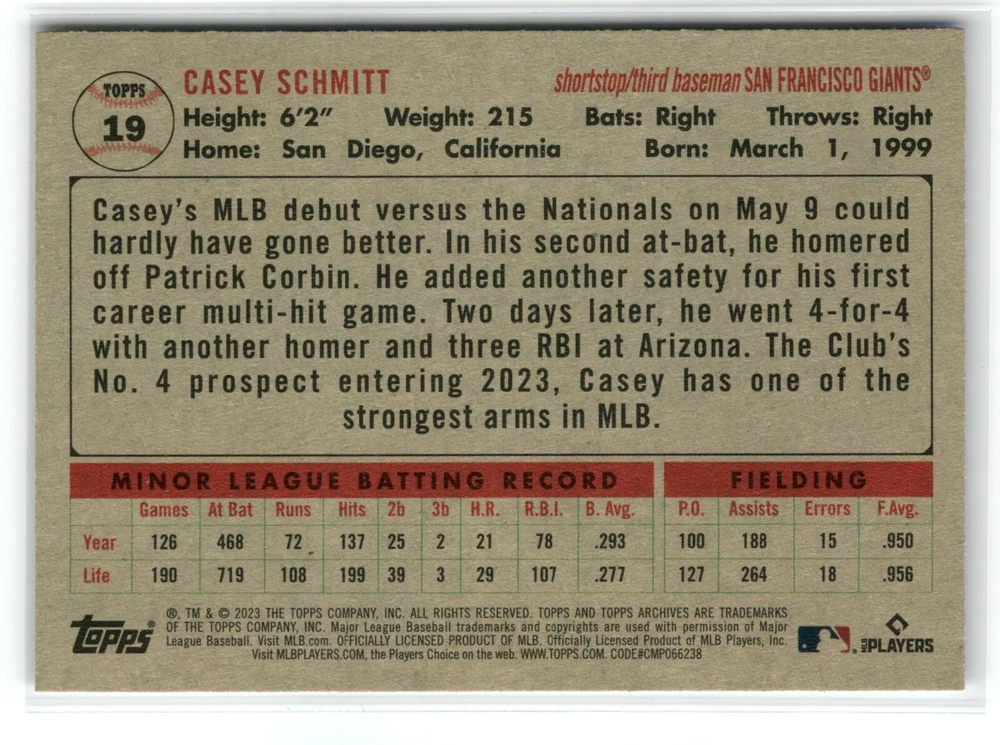 TOPPS
19
CASEY SCHMITT
shortstop/third baseman SAN FRANCISCO GIANTS®
Height: 6'2" Weight: 215 Bats: Right Throws: Right
Home: San Diego, California Born: March 1, 1999
Casey's MLB debut versus the Nationals on May 9 could
hardly have gone better. In his second at-bat, he homered
off Patrick Corbin. He added another safety for his first
career multi-hit game. Two days later, he went 4-for-4
with another homer and three RBI at Arizona. The Club's
No. 4 prospect entering 2023, Casey has one of the
strongest arms in MLB.
MINOR LEAGUE BATTING RECORD FIELDING
Games At Bat Runs Hits 2b 3b H.R. R.B.I. B. Avg. P.O. Assists Errors F.Avg.
Year 126 468 72 137 25 2 21 78 .293 100 188 15 .950
Life 190 719 108 199 39 3 29 107 .277 127 264 18 .956
TOPPS®
®, TM & © 2023 THE TOPPS COMPANY, INC. ALL RIGHTS RESERVED. TOPPS AND TOPPS ARCHIVES ARE TRADEMARKS
OF THE TOPPS COMPANY, INC. Major League Baseball trademarks and copyrights are used with permission of Major
League Baseball. Visit MLB.com. OFFICIALLY LICENSED PRODUCT OF MLB. Officially Licensed Product of MLB Players, Inc.
Visit MLBPLAYERS.COM, the Players Choice on the web. WWW.TOPPS.COM. CODE#CMP066238
MLB PLAYERS